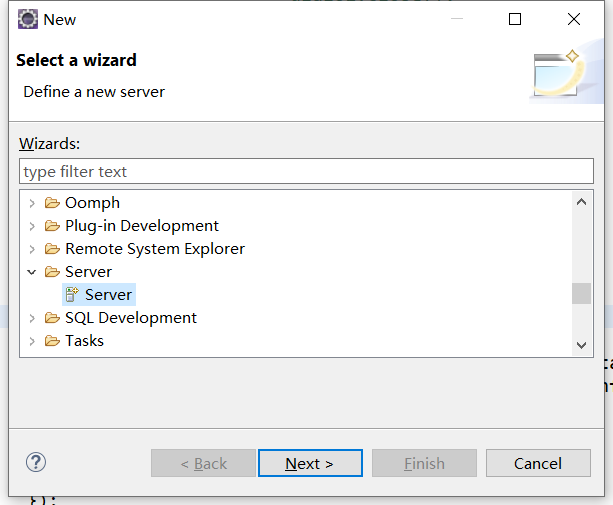 New
Select a wizard
Define a new server
Wizards:
type filter text
Oomph
Plug-in Development
Remote System Explorer
Server
Server
SQL Development
Tasks
?
< Back
Next >
Finish
Cancel
});